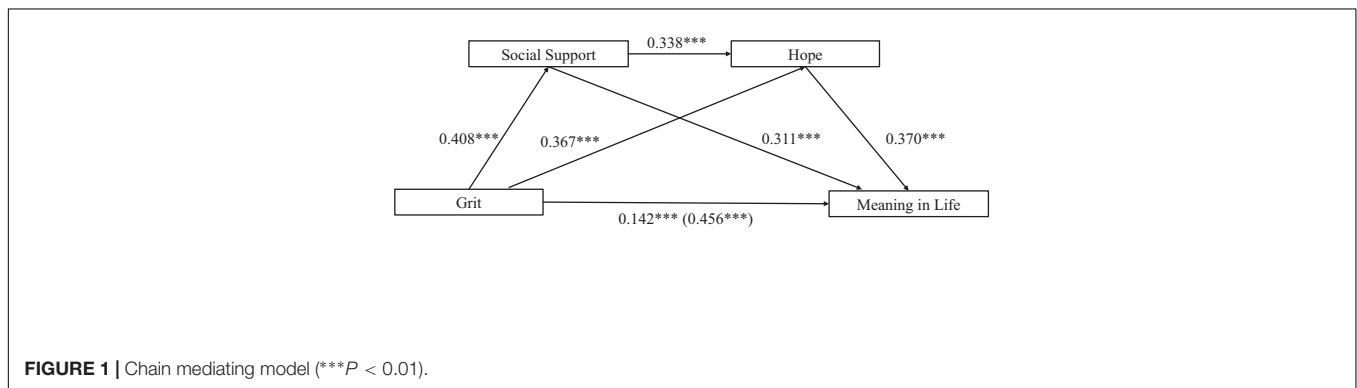 0.338***
Social Support
Hope
0.408***
0.367***
0.311***
0.370***
Grit
Meaning in Life
0.142*** (0.456***)
FIGURE 1 | Chain mediating model (***P < 0.01).